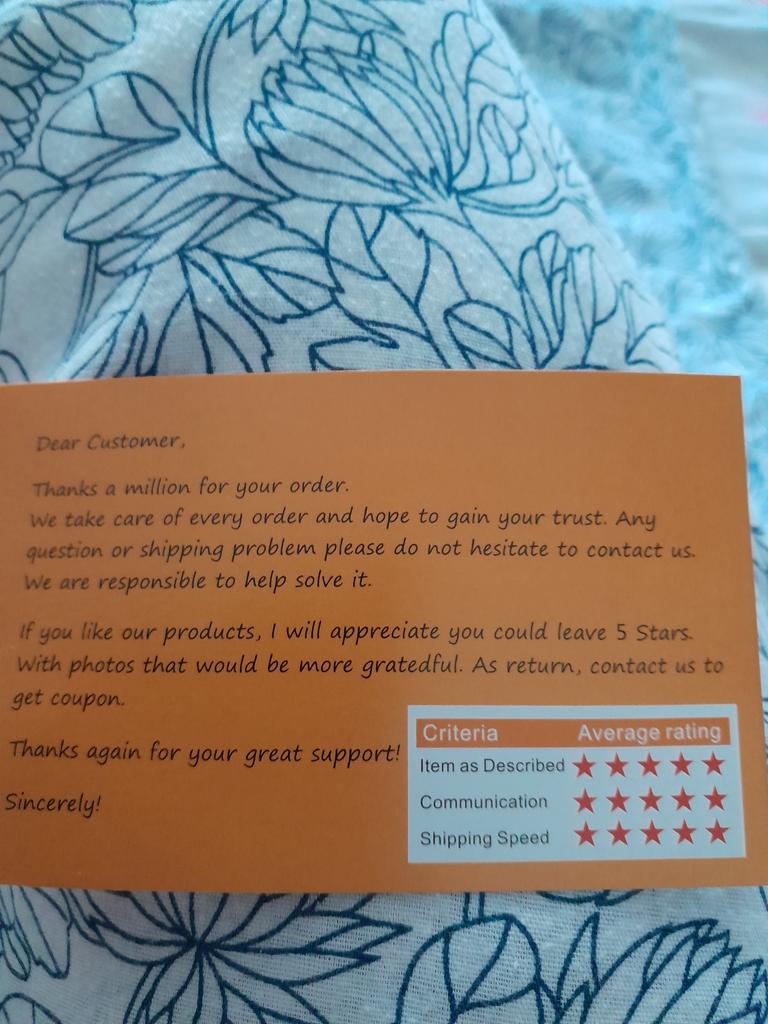 Dear Customer,
Thanks a million for your order.
We take care of every order and hope to gain your trust. Any
question or shipping problem please do not hesitate to contact us.
We are responsible to help solve it.
If you like our products, I will appreciate you could leave 5 Stars.
With photos that would be more gratedful. As return, contact us to
get coupon.
Thanks again for your great support!
Sincerely!
Criteria Average rating
Item as Described
Communication
Shipping Speed